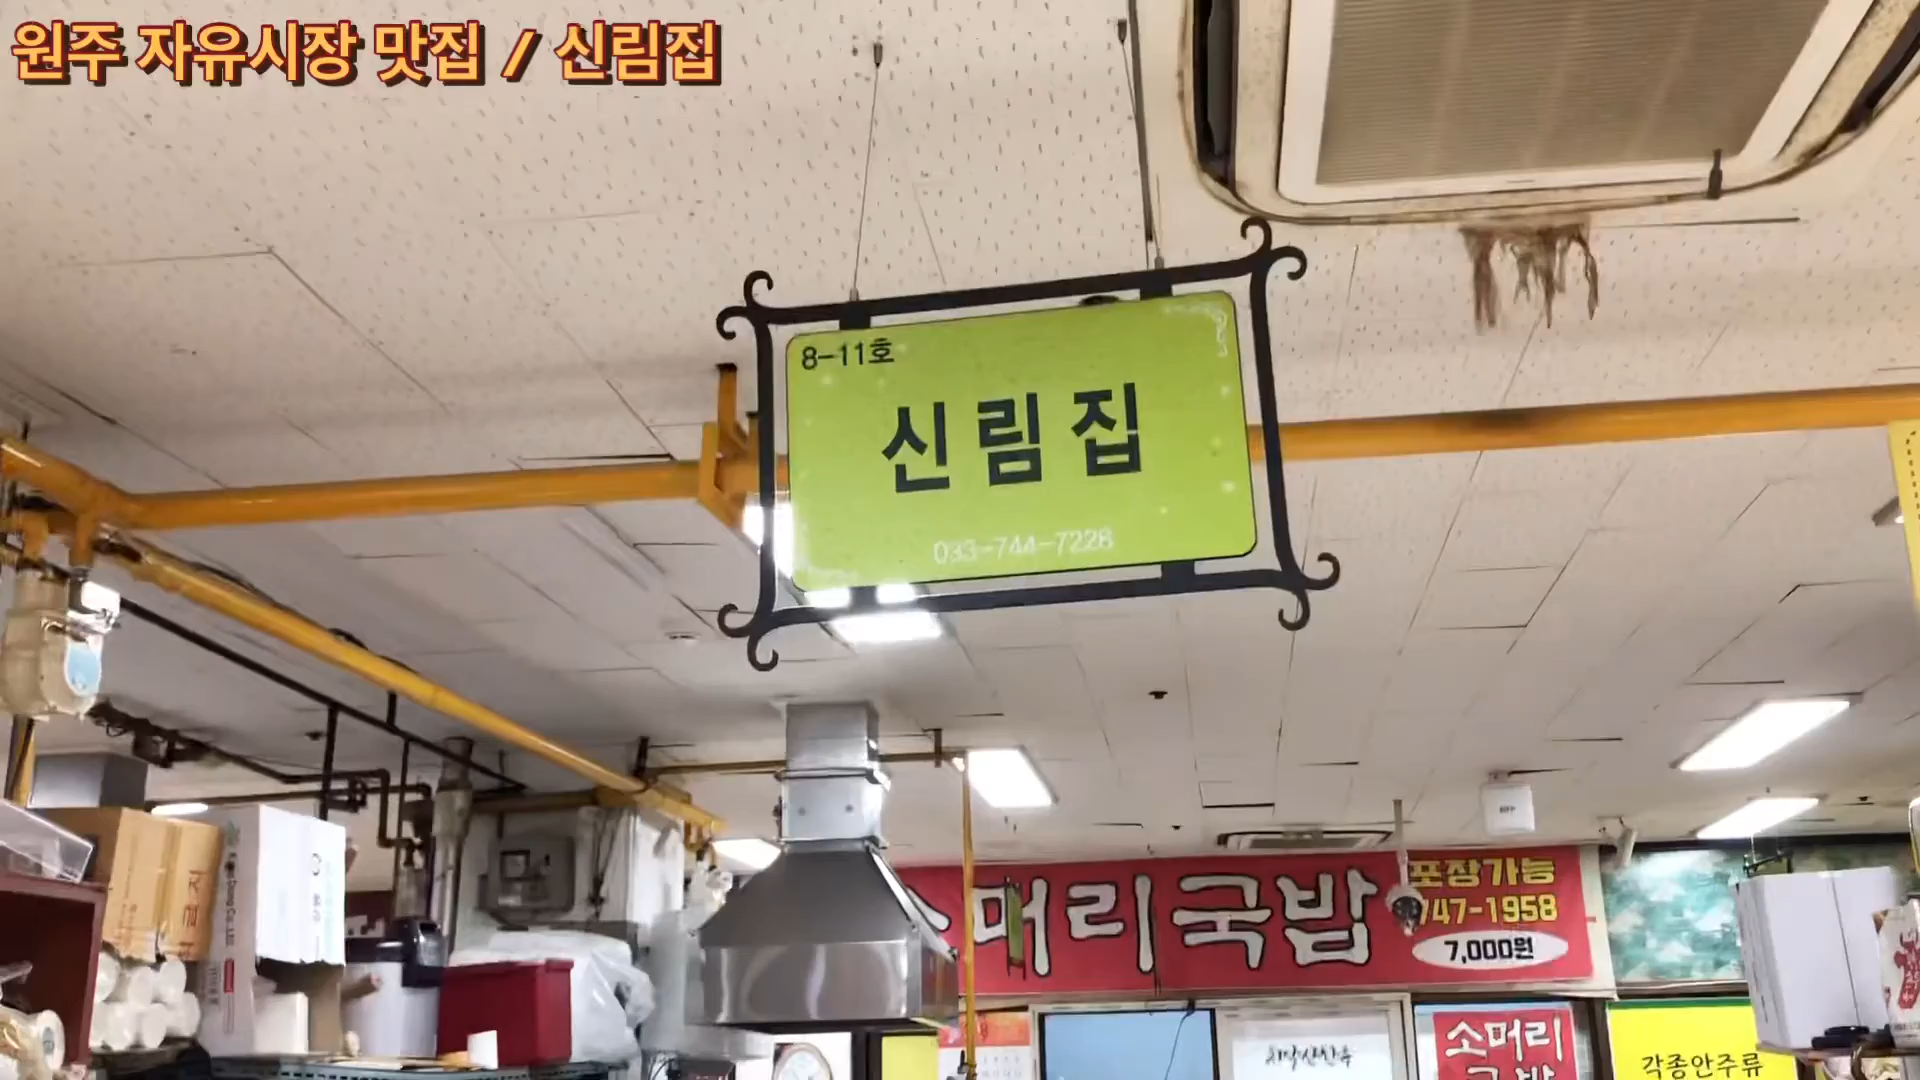 원주 자유시장 맛집 / 신림집
8-11호
신림집
033-744-7228
머리국밥
포장가능
747-1958
7,000원
소머리
각종안주류